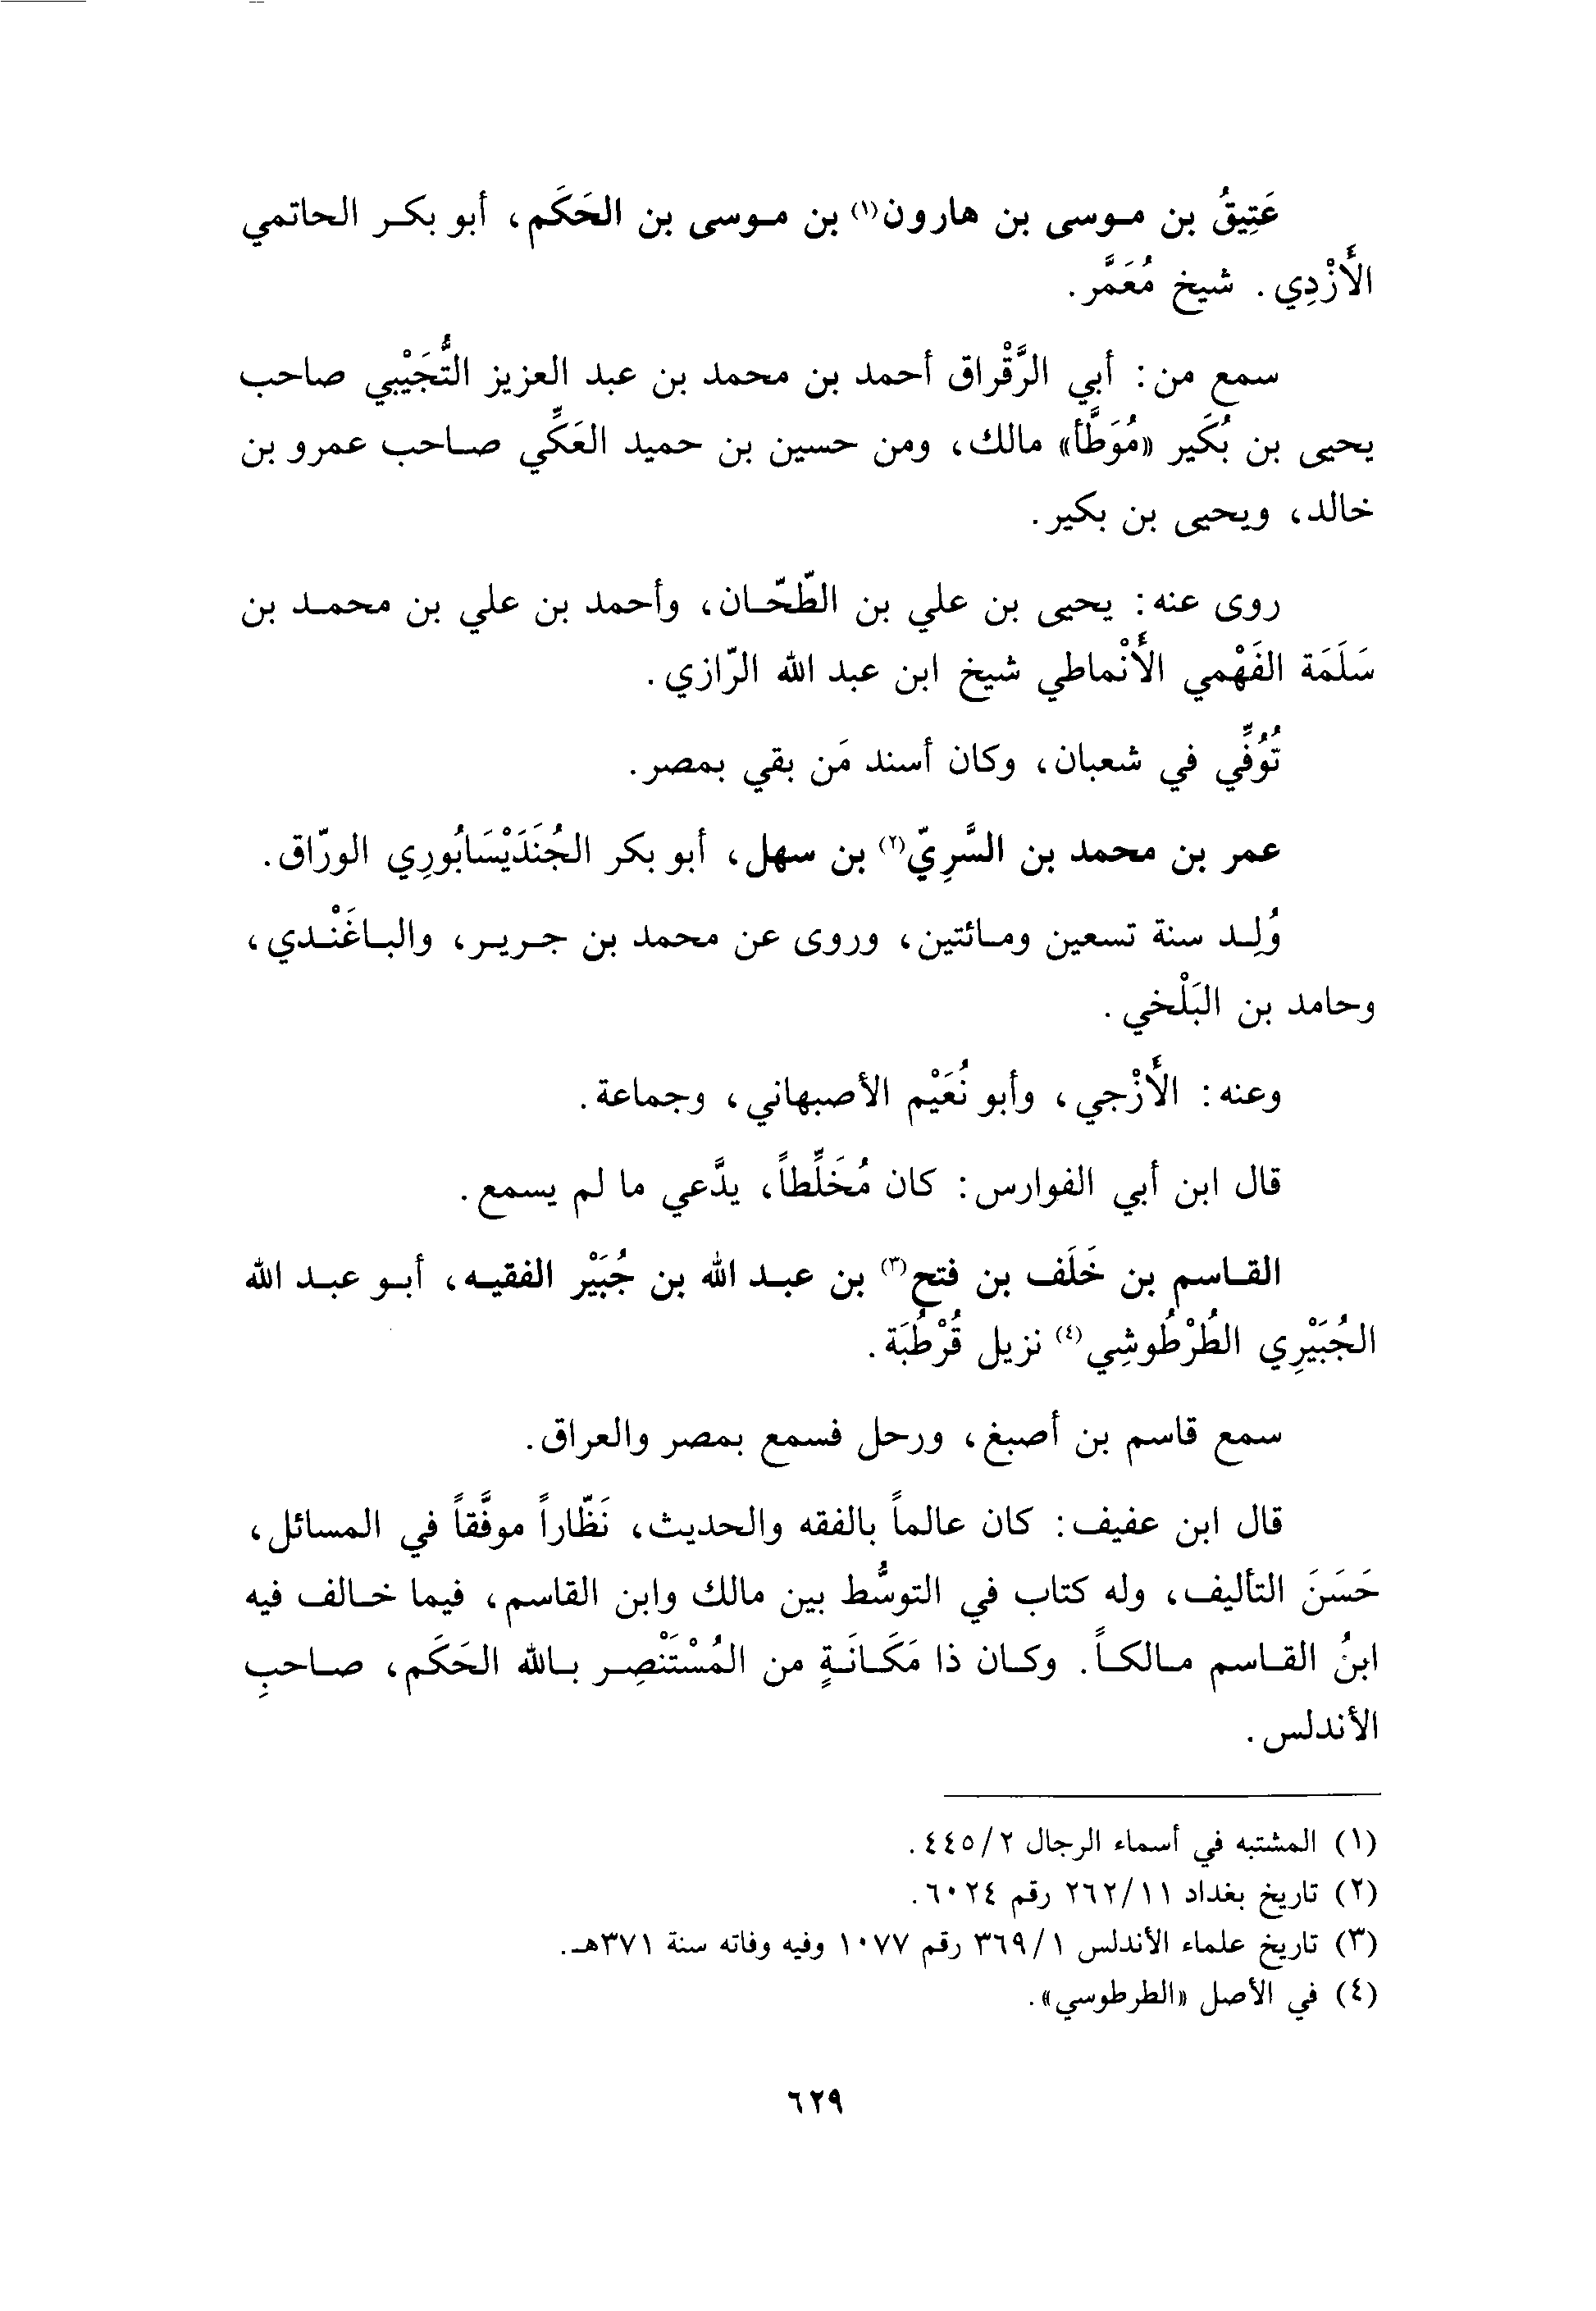 عَتِيقُ بن موسى بن هارون(١) بن موسى بن الحَكَم، أبو بكر الحاتمي
الأَزْدِي. شيخ مُعَمَّر.
سمع من: أبي الرَّقْراق أحمد بن محمد بن عبد العزيز التُّجَيْبي صاحب
يحيى بن بُكَير «مُوَطَّأ» مالك، ومن حسين بن حميد العَكِّي صاحب عمرو بن
خالد، ويحيى بن بكير.
روى عنه: يحيى بن علي بن الطّحّان، وأحمد بن علي بن محمد بن
سَلَمَة الفَهْمي الأَنْماطي شيخ ابن عبد الله الرّازي.
تُوُفِّي في شعبان، وكان أسند مَن بقي بمصر.
عمر بن محمد بن السَّرِيّ(٢) بن سهل، أبو بكر الجُنَدَيْسَابُورِي الورّاق.
وُلِد سنة تسعين ومائتين، وروى عن محمد بن جرير، والباغَنْدي،
وحامد بن البَلْخي.
وعنه: الأَزْجي، وأبو نُعَيْم الأصبهاني، وجماعة.
قال ابن أبي الفوارس: كان مُخَلِّطاً، يدَّعي ما لم يسمع.
القاسم بن خَلَف بن فتح(٣) بن عبد الله بن جُبَيْر الفقيه، أبو عبد الله
الجُبَيْرِي الطُرْطُوشِي(٤) نزيل قُرْطُبَة.
سمع قاسم بن أصبغ، ورحل فسمع بمصر والعراق.
قال ابن عفيف: كان عالماً بالفقه والحديث، نَظّاراً موفَّقاً في المسائل،
حَسَنَ التأليف، وله كتاب في التوسُّط بين مالك وابن القاسم، فيما خالف فيه
ابنُ القاسم مالكاً. وكان ذا مَكَانَةٍ من المُسْتَنْصِر بالله الحَكَم، صاحبِ
الأندلس.
(١) المشتبه في أسماء الرجال ٤٤٥/٢.
(٢) تاريخ بغداد ٢٦٢/١١ رقم ٦٠٢٤.
(٣) تاريخ علماء الأندلس ٣٦٩/١ رقم ١٠٧٧ وفيه وفاته سنة ٣٧١هـ.
(٤) في الأصل «الطرطوسي».
٦٢٩